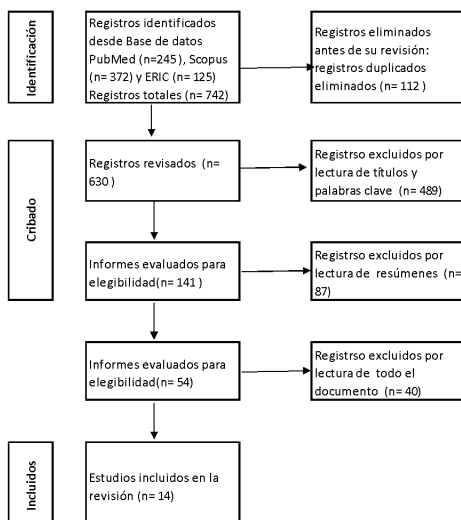 Identificación
Registros identificados
desde Base de datos
PubMed (n=245), Scopus
(n= 372) y ERIC (n= 125)
Registros totales (n= 742)
Registros eliminados
antes de su revisión:
registros duplicados
eliminados (n= 112 )
Cribado
Registros revisados (n=
630 )
Registrso excluidos por
lectura de títulos y
palabras clave (n= 489)
Informes evaluados para
elegibilidad(n= 141 )
Registrso excluidos por
lectura de resúmenes (n=
87)
Informes evaluados para
elegibilidad(n= 54)
Registrso excluidos por
lectura de todo el
documento (n= 40)
Incluidos
Estudios incluidos en la
revisión (n= 14)